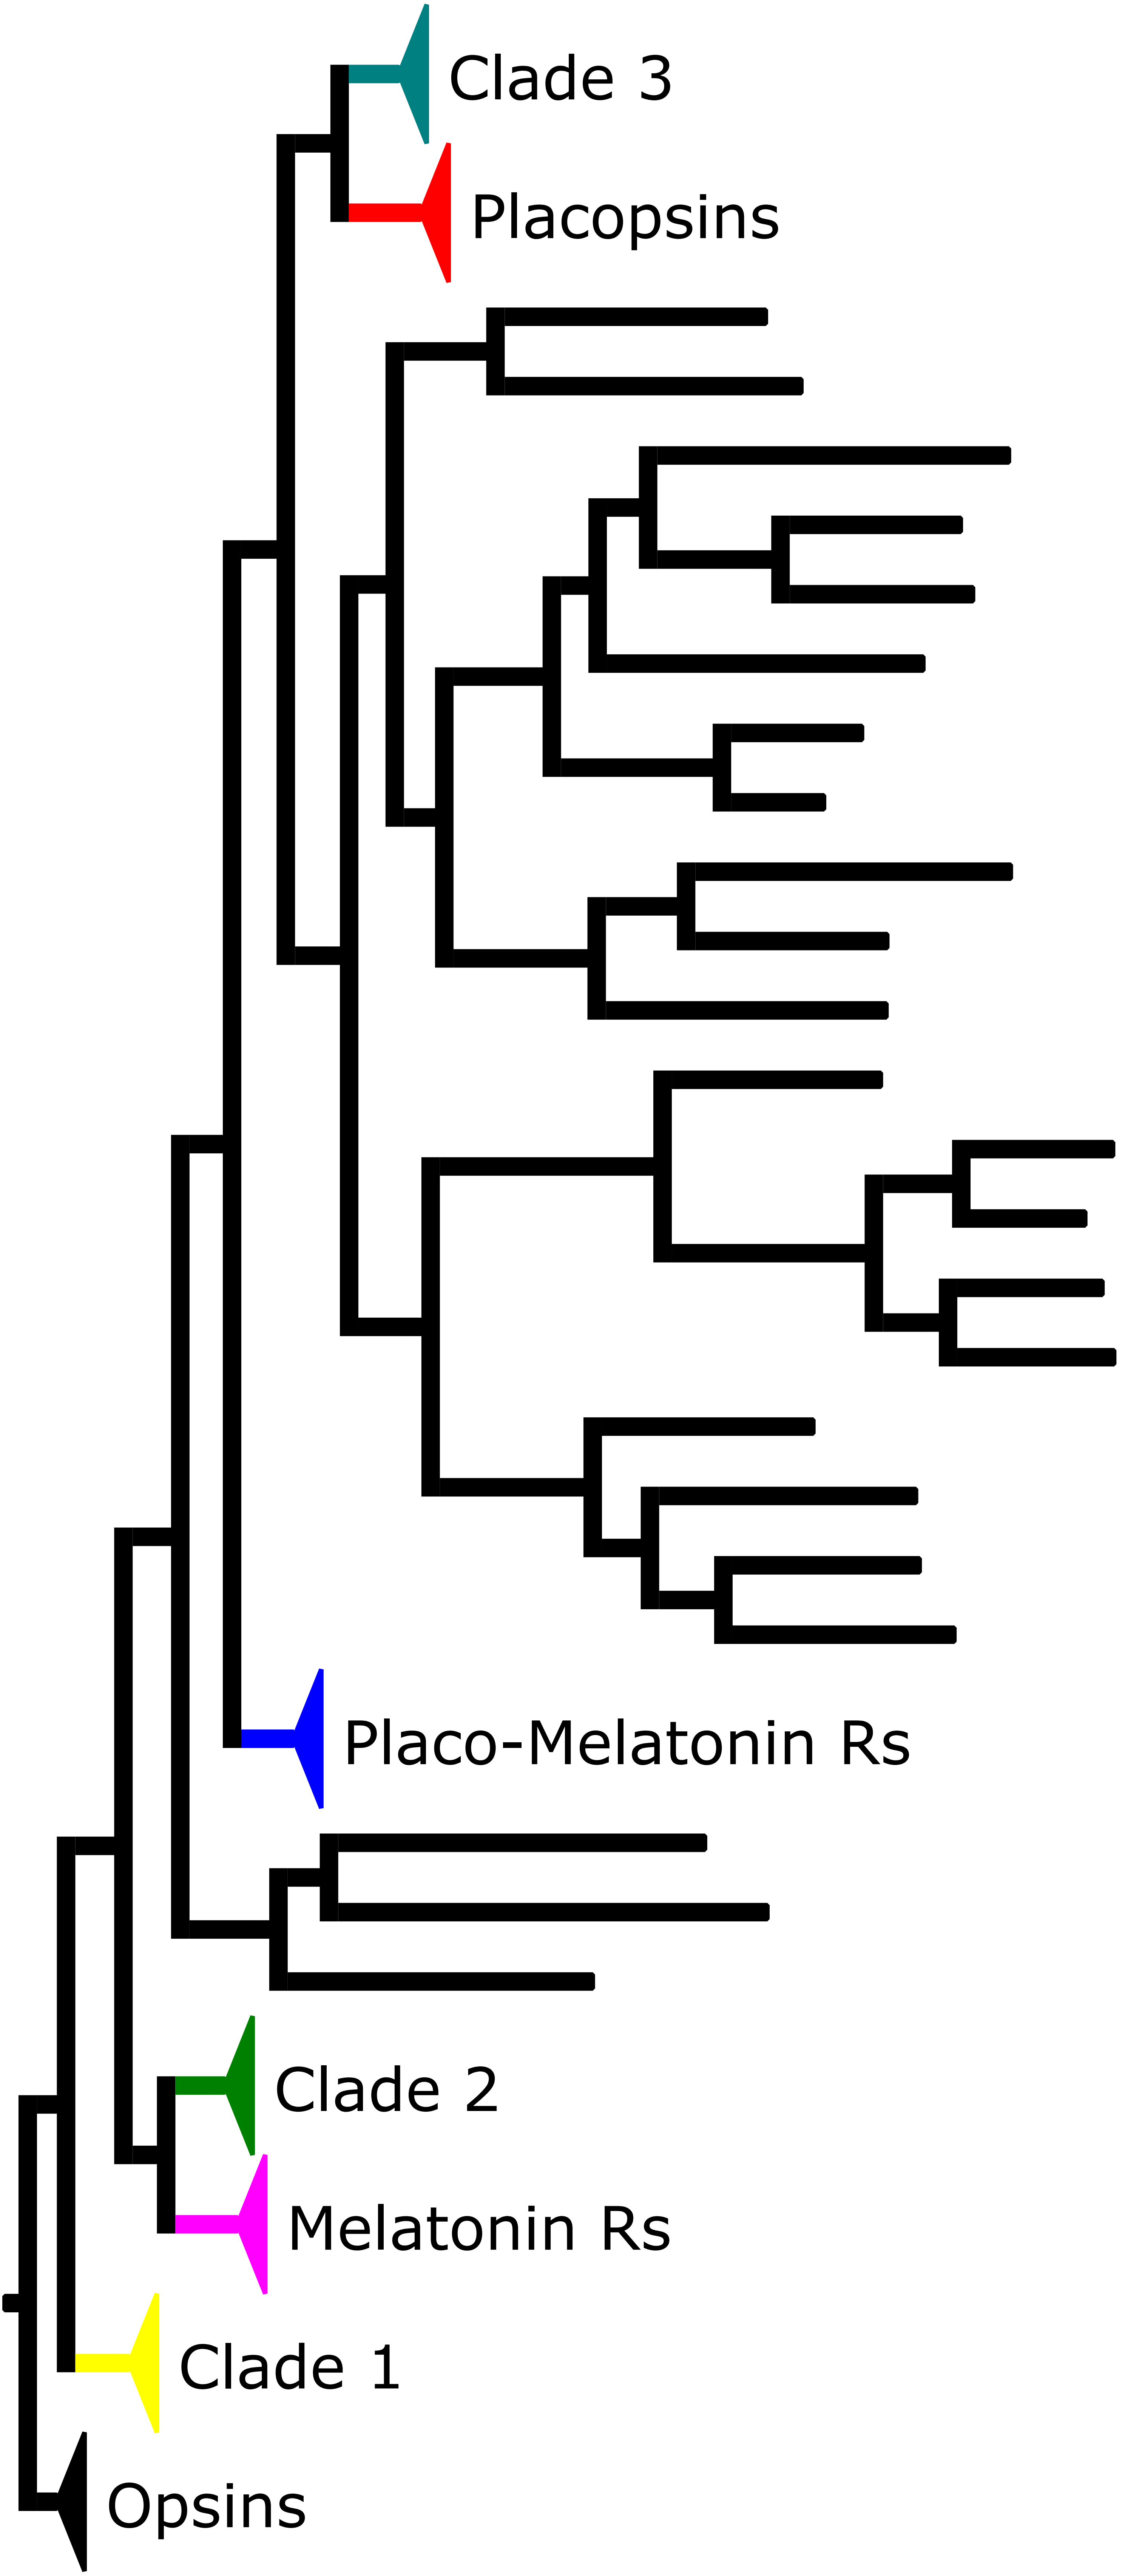 Clade 3
Placopsins
Placo-Melatonin Rs
Clade 2
Melatonin Rs
Clade 1
Opsins